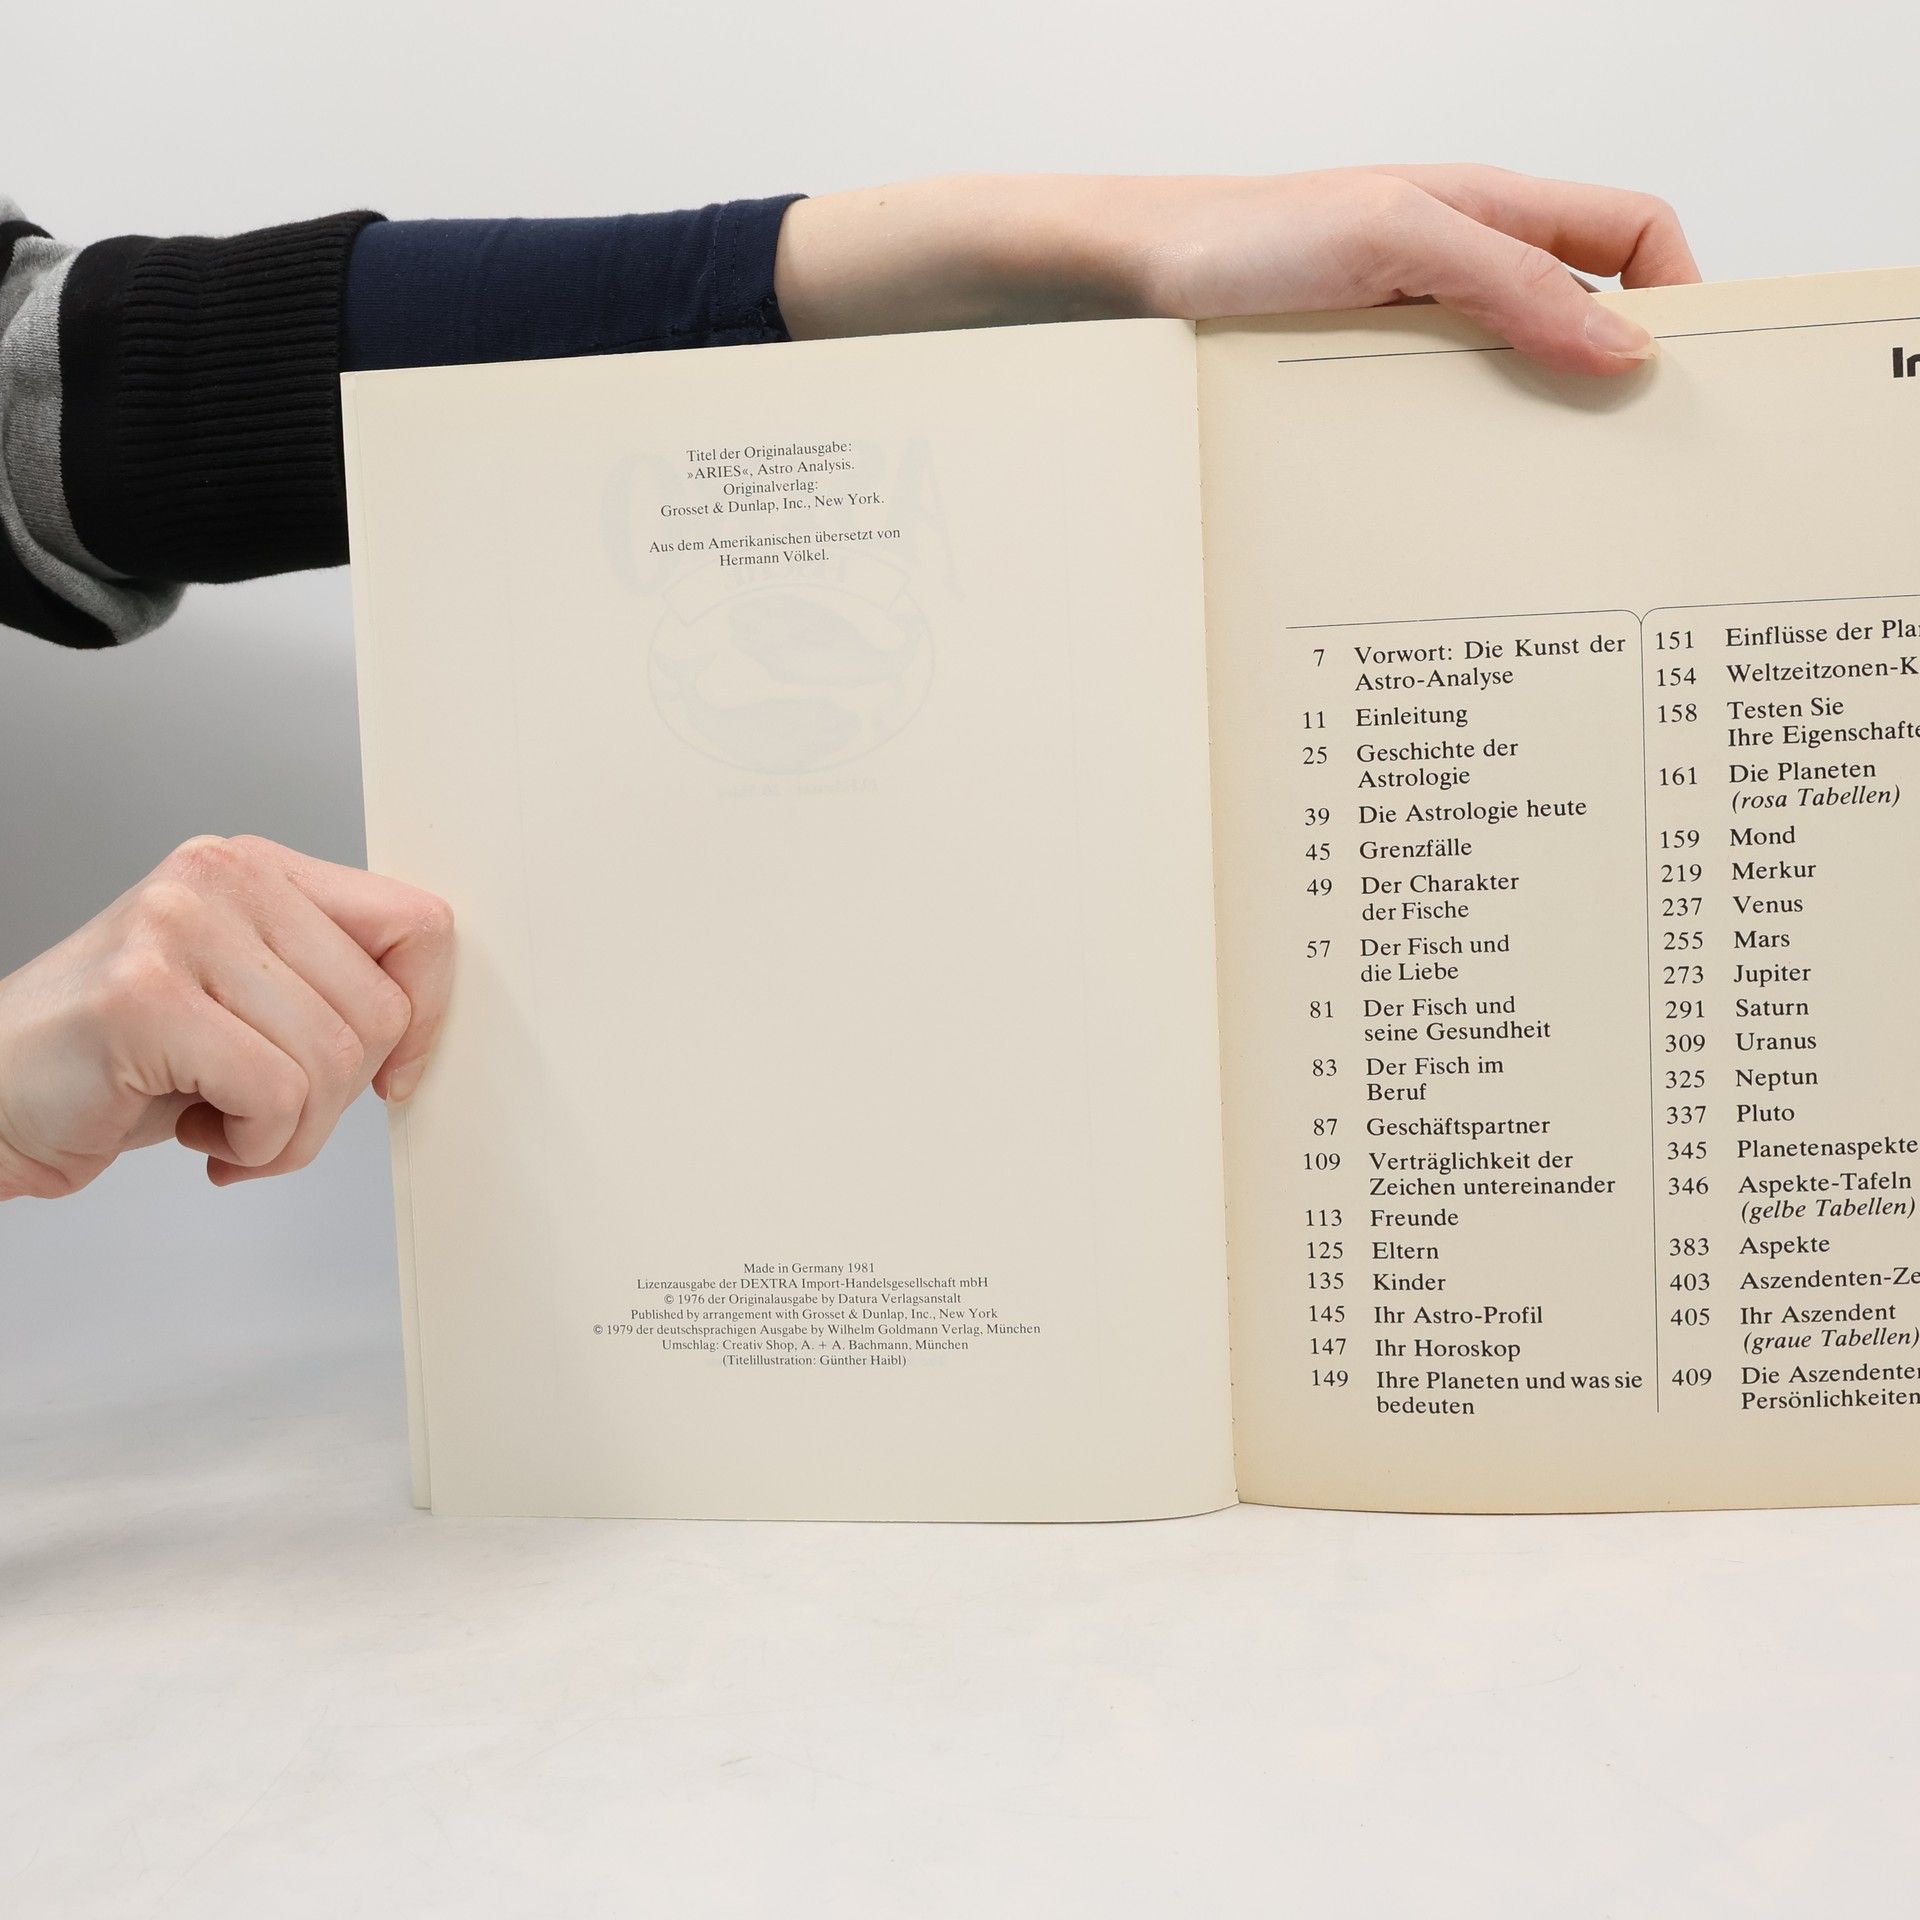 Titel der Originalausgabe:
»ARIES«, Astro Analysis.
Originalverlag:
Grosset & Dunlap, Inc., New York.
Aus dem Amerikanischen übersetzt von
Hermann Völkel.
Made in Germany 1981
Lizenzausgabe der DEXTRA Import-Handelsgesellschaft mbH
© 1976 der Originalausgabe by Datura Verlagsanstalt
Published by arrangement with Grosset & Dunlap, Inc., New York
© 1979 der deutschsprachigen Ausgabe by Wilhelm Goldmann Verlag, München
Umschlag: Creativ Shop, A. + A. Bachmann, München
(Titelillustration: Günther Haibl)
7 Vorwort: Die Kunst der
Astro-Analyse
11 Einleitung
25 Geschichte der
Astrologie
39 Die Astrologie heute
45 Grenzfälle
49 Der Charakter
der Fische
57 Der Fisch und
die Liebe
81 Der Fisch und
seine Gesundheit
83 Der Fisch im
Beruf
87 Geschäftspartner
109 Verträglichkeit der
Zeichen untereinander
113 Freunde
125 Eltern
135 Kinder
145 Ihr Astro-Profil
147 Ihr Horoskop
149 Ihre Planeten und was sie
bedeuten
151 Einflüsse der
154 Weltzeitzonen-K
158 Testen Sie
Ihre Eigenschafte
161 Die Planeten
(rosa Tabellen)
159 Mond
219 Merkur
237 Venus
255 Mars
273 Jupiter
291 Saturn
309 Uranus
325 Neptun
337 Pluto
345 Planetenaspekte
346 Aspekte-Tafeln
(gelbe Tabellen)
383 Aspekte
403 Aszendenten-Ze
405 Ihr Aszendent
(graue Tabellen)
409 Die Aszendenten
Persönlichkeiten